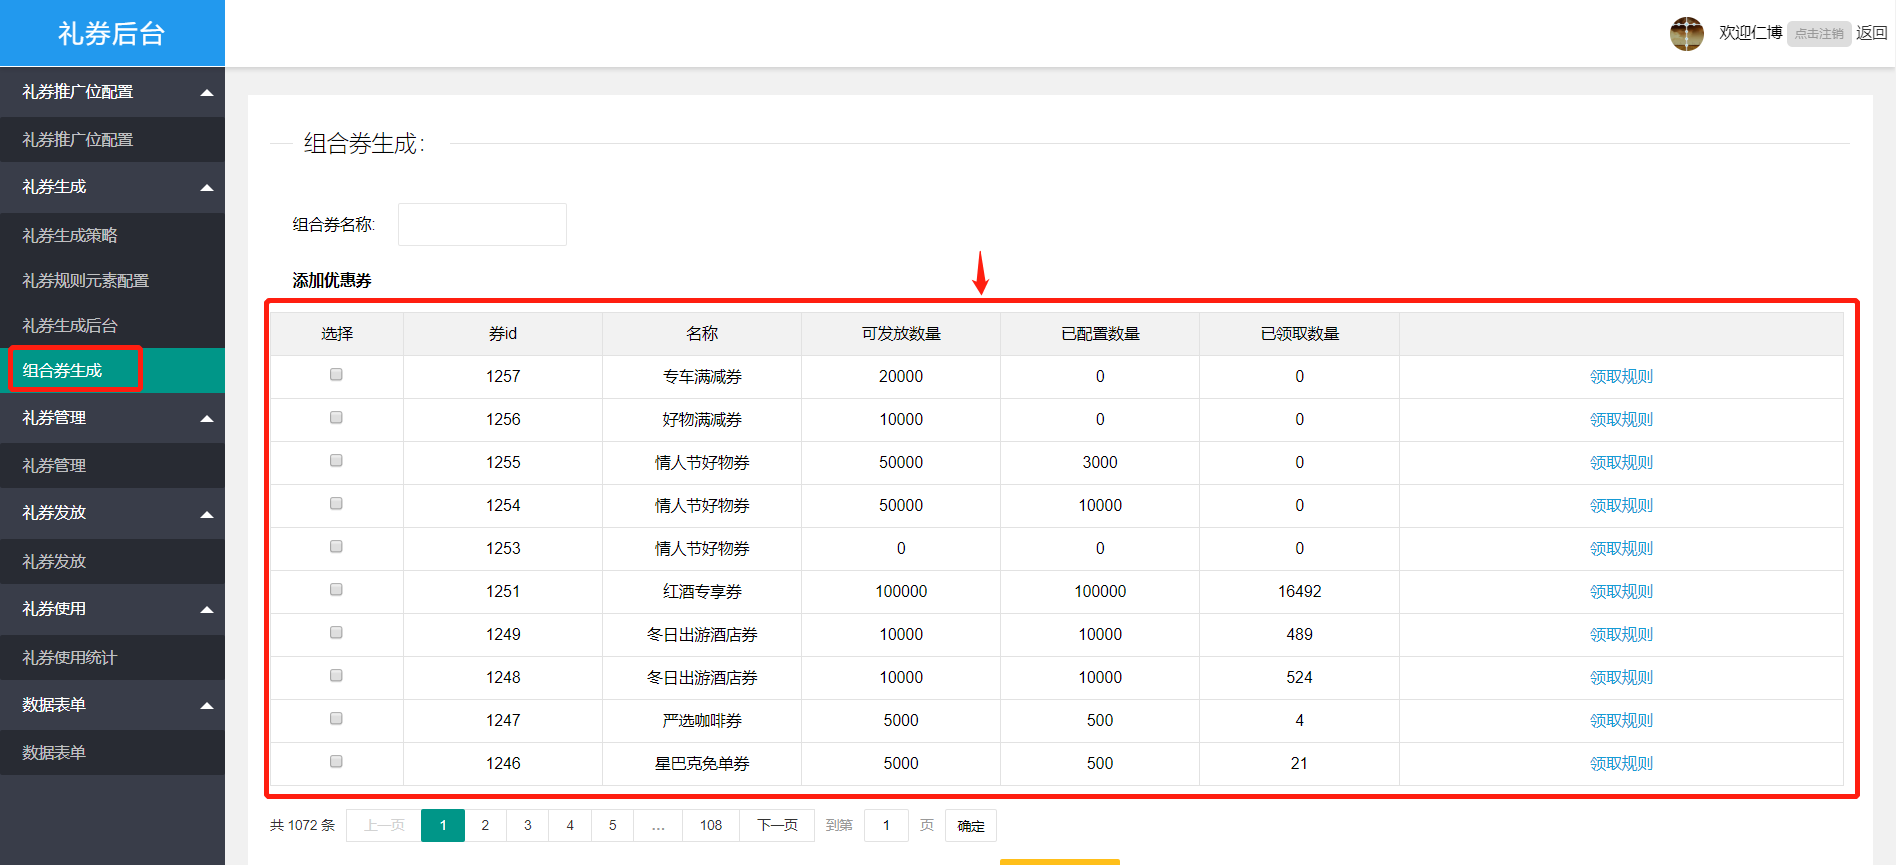 礼券后台
欢迎仁博 点击注销 返回
礼券推广位配置
礼券推广位配置
礼券生成
礼券生成策略
礼券规则元素配置
礼券生成后台
组合券生成
礼券管理
礼券管理
礼券发放
礼券发放
礼券使用
礼券使用统计
数据表单
数据表单
组合券生成:
组合券名称:
添加优惠券
选择 券id 名称 可发放数量 已配置数量 已领取数量
1257 专车满减券 20000 0 0 领取规则
1256 好物满减券 10000 0 0 领取规则
1255 情人节好物券 50000 3000 0 领取规则
1254 情人节好物券 50000 10000 0 领取规则
1253 情人节好物券 0 0 0 领取规则
1251 红酒专享券 100000 100000 16492 领取规则
1249 冬日出游酒店券 10000 10000 489 领取规则
1248 冬日出游酒店券 10000 10000 524 领取规则
1247 严选咖啡券 5000 500 4 领取规则
1246 星巴克免单券 5000 500 21 领取规则
共 1072 条 上一页 1 2 3 4 5 … 108 下一页 到第 1 页 确定